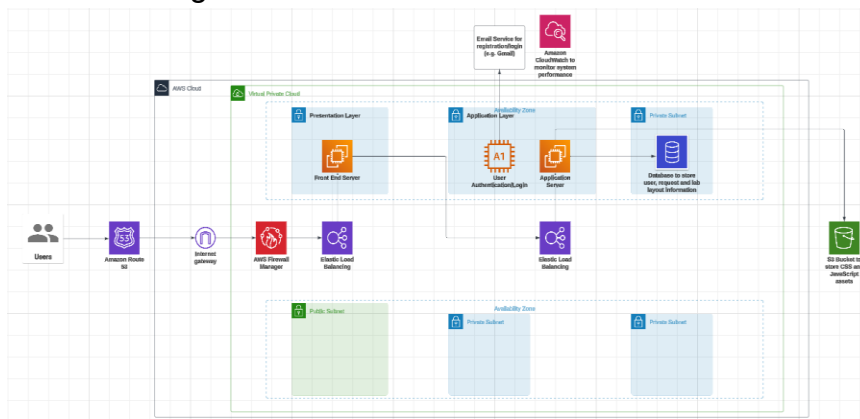 Email Service for
registration/login
(e.g. Gmail)
Amazon
CloudWatch to
monitor system
performance
AWS Cloud
Virtual Private Cloud
Availability Zone
Presentation Layer
Application Layer
Private Subnet
Front End Server
A1
User
Authentication/Login
Application
Server
Database to store
user, request and lab
layout information
Users
53
Amazon Route
53
Internet
gateway
AWS Firewall
Manager
Elastic Load
Balancing
Elastic Load
Balancing
S3 Bucket to
store CSS and
JavaScript
assets
Availability Zone
Public Subnet
Private Subnet
Private Subnet